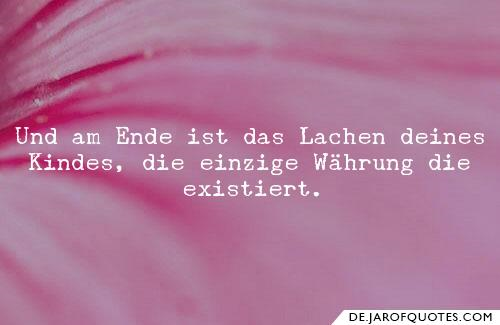 Und am Ende ist das Lachen deines
Kindes, die einzige Währung die
existiert.
DE.JAROFQUOTES.COM